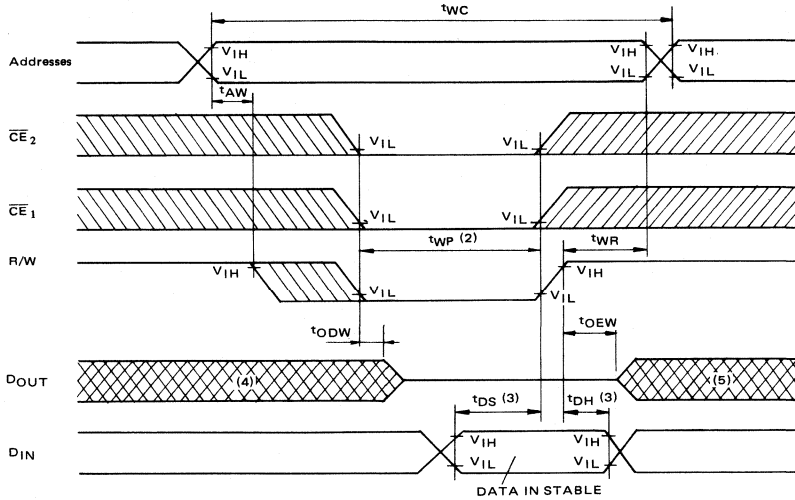 tWC
Addresses
VIH
VIL
VIH
VIL
VIH.
VIL
tAW
CE2
VIL
VIL
CE1
VIL
VIL
tWP (2)
tWR
R/W
VIH
VIL
VIL
VIH
tODW
tOEW
DOUT
(4)
(5)
tDS (3)
tDH (3)
DIN
VIH
VIL
VIH
VIL
DATA IN STABLE